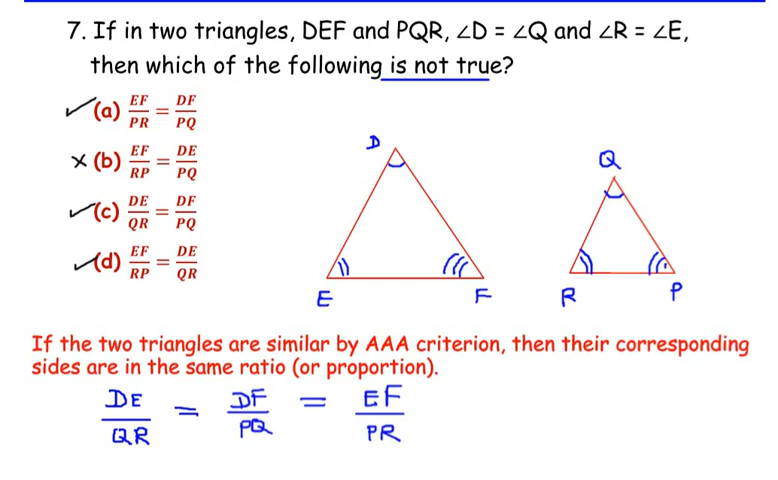 7. If in two triangles, DEF and PQR, ∠D = ∠Q and ∠R = ∠E,
then which of the following is not true?
✓(a) EF/PR = DF/PQ
×(b) EF/RP = DE/PQ
✓(c) DE/QR = DF/PQ
✓(d) EF/RP = DE/QR
D
Q
E
F
R
P
If the two triangles are similar by AAA criterion, then their corresponding
sides are in the same ratio (or proportion).
DE/QR = DF/PQ = EF/PR